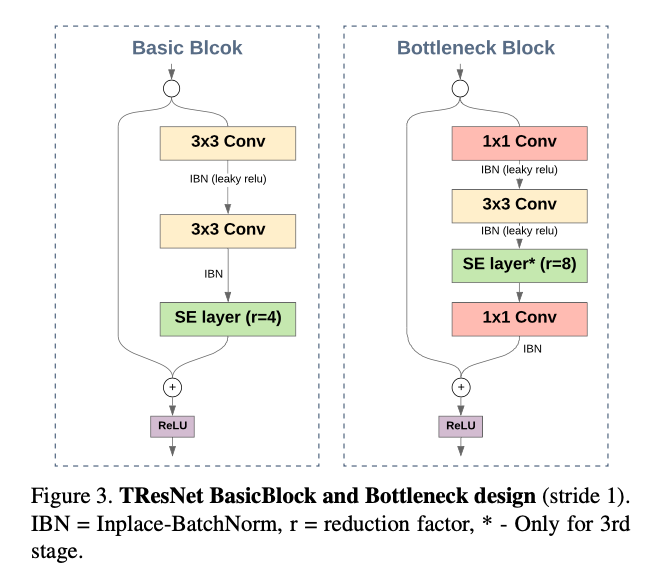 Basic Blcok
3x3 Conv
IBN (leaky relu)
3x3 Conv
IBN
SE layer (r=4)
+
ReLU
Bottleneck Block
1x1 Conv
IBN (leaky relu)
3x3 Conv
IBN (leaky relu)
SE layer* (r=8)
1x1 Conv
IBN
+
ReLU
Figure 3. TResNet BasicBlock and Bottleneck design (stride 1).
IBN = Inplace-BatchNorm, r = reduction factor, * - Only for 3rd
stage.